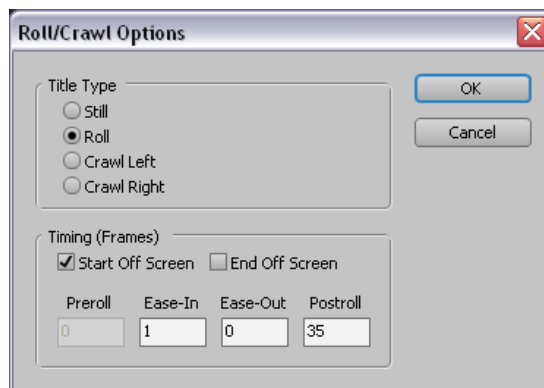 Roll/Crawl Options
Title Type
Still
Roll
Crawl Left
Crawl Right
OK
Cancel
Timing (Frames)
Start Off Screen End Off Screen
Preroll Ease-In Ease-Out Postroll
0 1 0 35